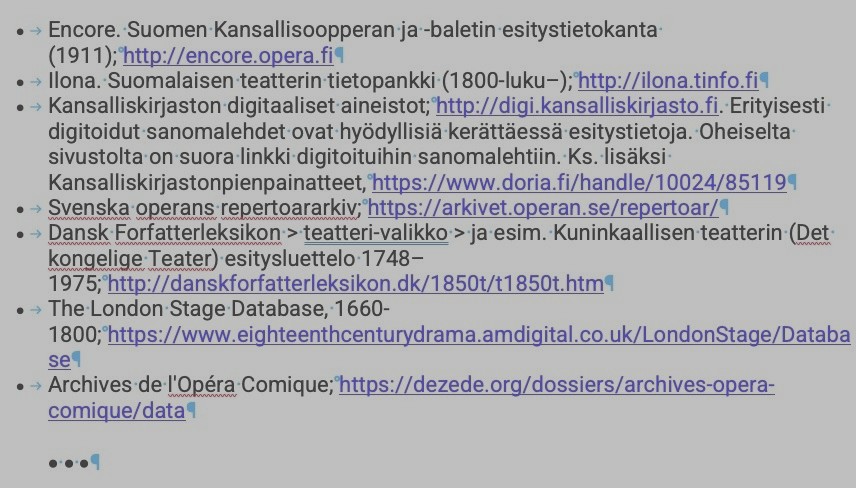 • Encore. Suomen Kansallisoopperan ja -baletin esitystietokanta
(1911); http://encore.opera.fi
• Ilona. Suomalaisen teatterin tietopankki (1800-luku–); http://ilona.tinfo.fi
• Kansalliskirjaston digitaaliset aineistot; http://digi.kansalliskirjasto.fi. Erityisesti
digitoidut sanomalehdet ovat hyödyllisiä kerättäessä esitystietoja. Oheiselta
sivustolta on suora linkki digitoituihin sanomalehtiin. Ks. lisäksi
Kansalliskirjastonpienpainatteet, https://www.doria.fi/handle/10024/85119
• Svenska operans repertoararkiv; https://arkivet.operan.se/repertoar/
• Dansk Forfatterleksikon > teatteri-valikko > ja esim. Kuninkaallisen teatterin (Det
kongelige Teater) esitysluettelo 1748–
1975; http://danskforfatterleksikon.dk/1850t/t1850t.htm
• The London Stage Database, 1660-
1800; https://www.eighteenthcenturydrama.amdigital.co.uk/LondonStage/Databa
se
• Archives de l'Opéra Comique; https://dezede.org/dossiers/archives-opera-
comique/data
• • •